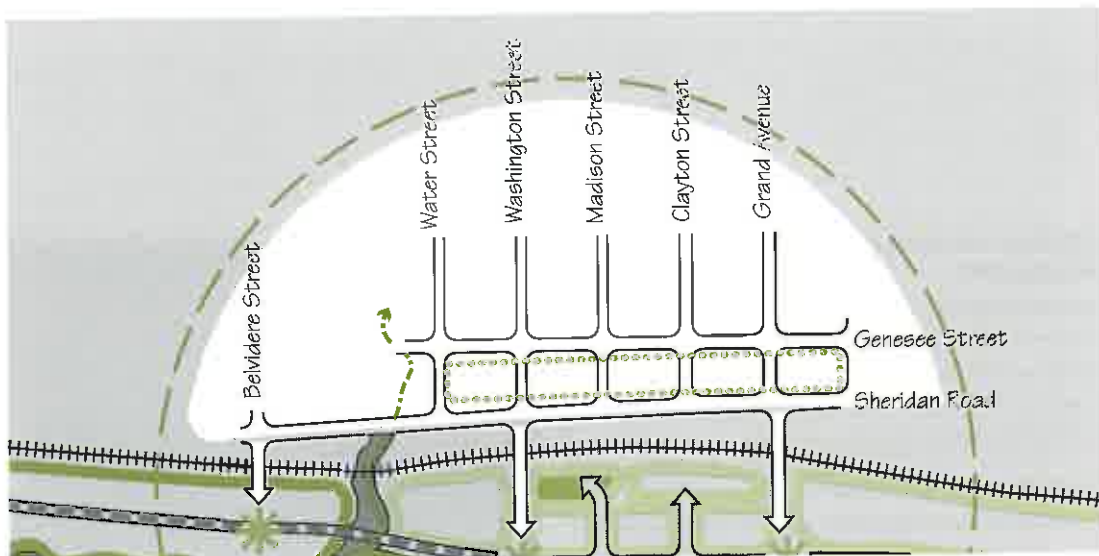 Belvidere Street
Water Street
Washington Street
Madison Street
Clayton Street
Grand Avenue
Genesee Street
Sheridan Road